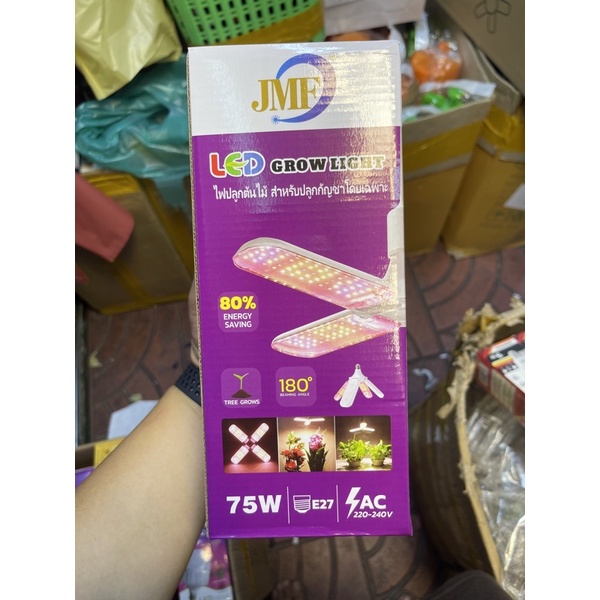 JMF
LED GROW LIGHT
ไฟปลูกต้นไม้ สำหรับปลูกกัญชาโดยเฉพาะ
80%
ENERGY
SAVING
TREE GROWS
180°
BEAMING ANGLE
75W
E27
AC
220-240V